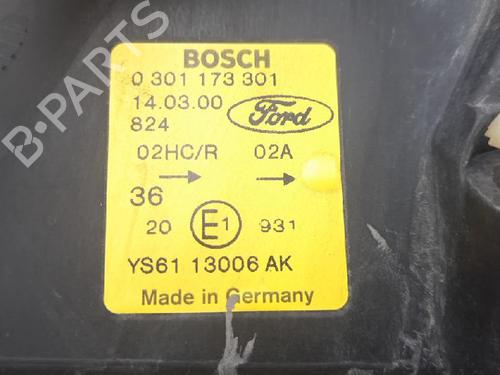 BOSCH
0 301 173 301
14.03.00
824
Ford
02HC/R 02A
36
20 E1 931
YS61 13006 AK
Made in Germany
B-PARTS